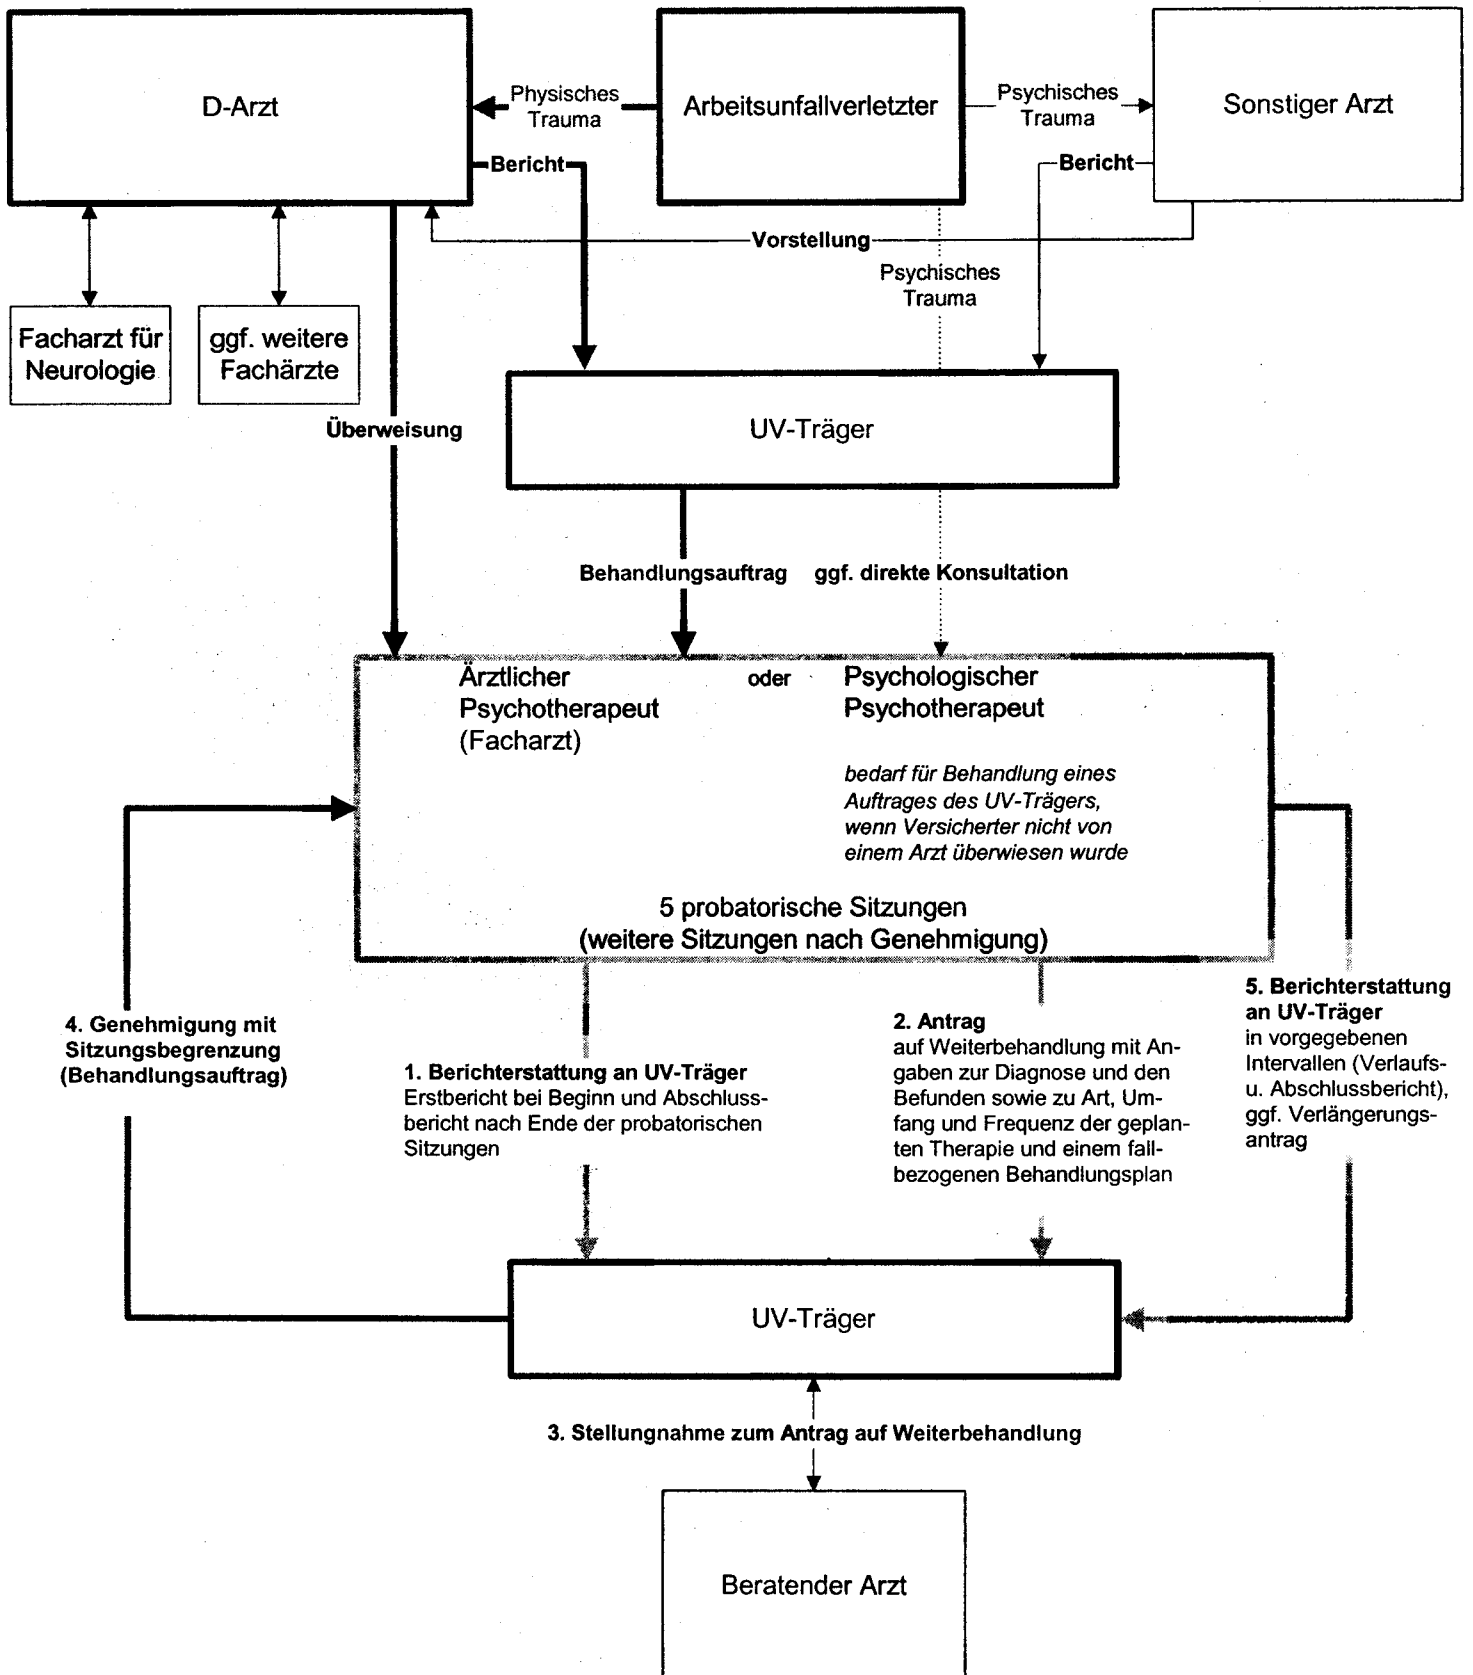 D-Arzt
Physisches
Trauma
Arbeitsunfallverletzter
Psychisches
Trauma
Sonstiger Arzt
Bericht
Bericht
Vorstellung
Psychisches
Trauma
Facharzt für
Neurologie
ggf. weitere
Fachärzte
Überweisung
UV-Träger
Behandlungsauftrag
ggf. direkte Konsultation
Ärztlicher
Psychotherapeut
(Facharzt)
oder
Psychologischer
Psychotherapeut
bedarf für Behandlung eines
Auftrages des UV-Trägers,
wenn Versicherter nicht von
einem Arzt überwiesen wurde
5 probatorische Sitzungen
(weitere Sitzungen nach Genehmigung)
4. Genehmigung mit
Sitzungsbegrenzung
(Behandlungsauftrag)
1. Berichterstattung an UV-Träger
Erstbericht bei Beginn und Abschluss-
bericht nach Ende der probatorischen
Sitzungen
2. Antrag
auf Weiterbehandlung mit An-
gaben zur Diagnose und den
Befunden sowie zu Art, Um-
fang und Frequenz der geplan-
ten Therapie und einem fall-
bezogenen Behandlungsplan
5. Berichterstattung
an UV-Träger
in vorgegebenen
Intervallen (Verlaufs-
u. Abschlussbericht),
ggf. Verlängerungs-
antrag
UV-Träger
3. Stellungnahme zum Antrag auf Weiterbehandlung
Beratender Arzt